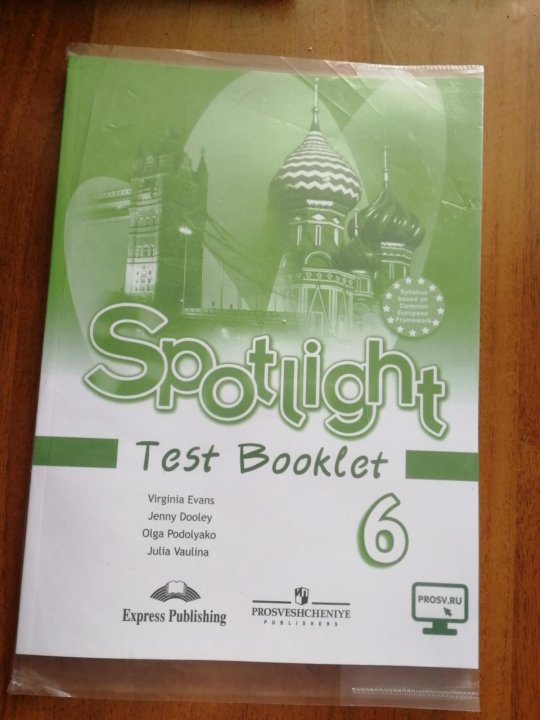 Syllabus
based on
Common
European
Framework
Spotlight
Test Booklet
6
Virginia Evans
Jenny Dooley
Olga Podolyako
Julia Vaulina
Express Publishing
PROSVESHCHENIYE
PUBLISHERS
PROSV.RU